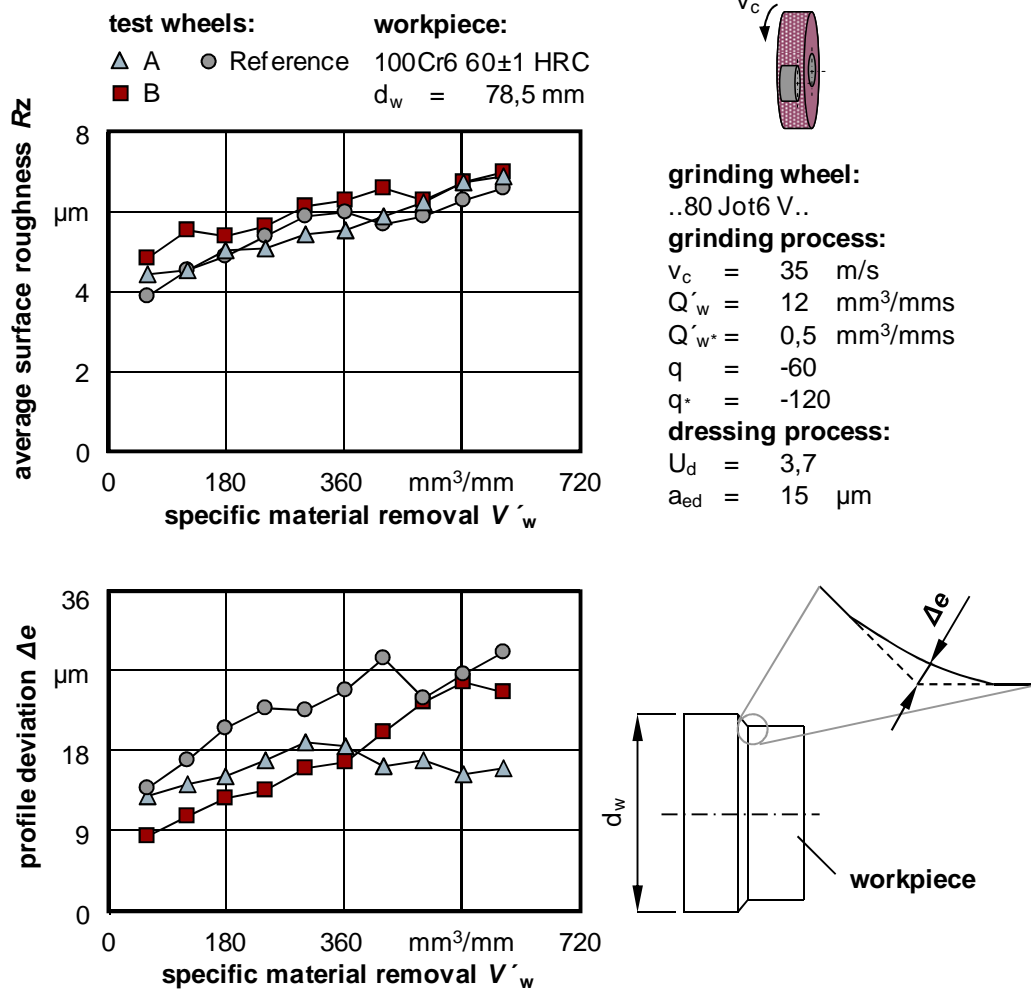 test wheels:
A
Reference
B
workpiece:
100Cr6 60±1 HRC
d_w = 78,5 mm
v_c
average surface roughness Rz
8
µm
4
2
0
0 180 360 mm³/mm 720
specific material removal V´_w
grinding wheel:
..80 Jot6 V..
grinding process:
v_c = 35 m/s
Q´_w = 12 mm³/mms
Q´_w* = 0,5 mm³/mms
q = -60
q* = -120
dressing process:
U_d = 3,7
a_ed = 15 µm
profile deviation Δe
36
µm
18
9
0
0 180 360 mm³/mm 720
specific material removal V´_w
Δe
d_w
workpiece